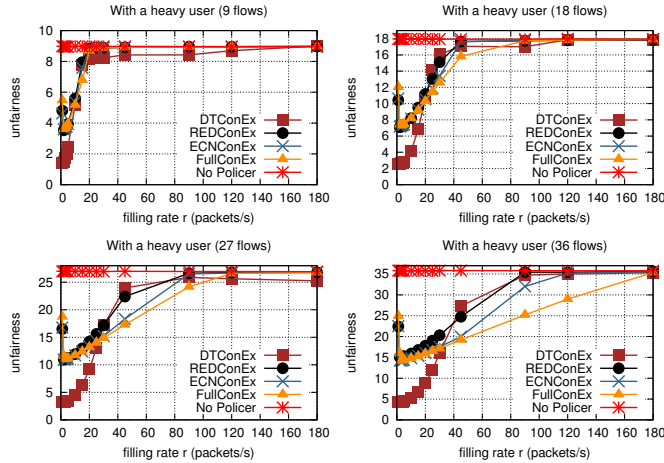 With a heavy user (9 flows)
unfairness
10
8
6
4
2
0
0 20 40 60 80 100 120 140 160 180
filling rate r (packets/s)
DTConEx
REDConEx
ECNConEx
FullConEx
No Policer
With a heavy user (18 flows)
unfairness
18
16
14
12
10
8
6
4
2
0
0 20 40 60 80 100 120 140 160 180
filling rate r (packets/s)
DTConEx
REDConEx
ECNConEx
FullConEx
No Policer
With a heavy user (27 flows)
unfairness
25
20
15
10
5
0
0 20 40 60 80 100 120 140 160 180
filling rate r (packets/s)
DTConEx
REDConEx
ECNConEx
FullConEx
No Policer
With a heavy user (36 flows)
unfairness
35
30
25
20
15
10
5
0
0 20 40 60 80 100 120 140 160 180
filling rate r (packets/s)
DTConEx
REDConEx
ECNConEx
FullConEx
No Policer